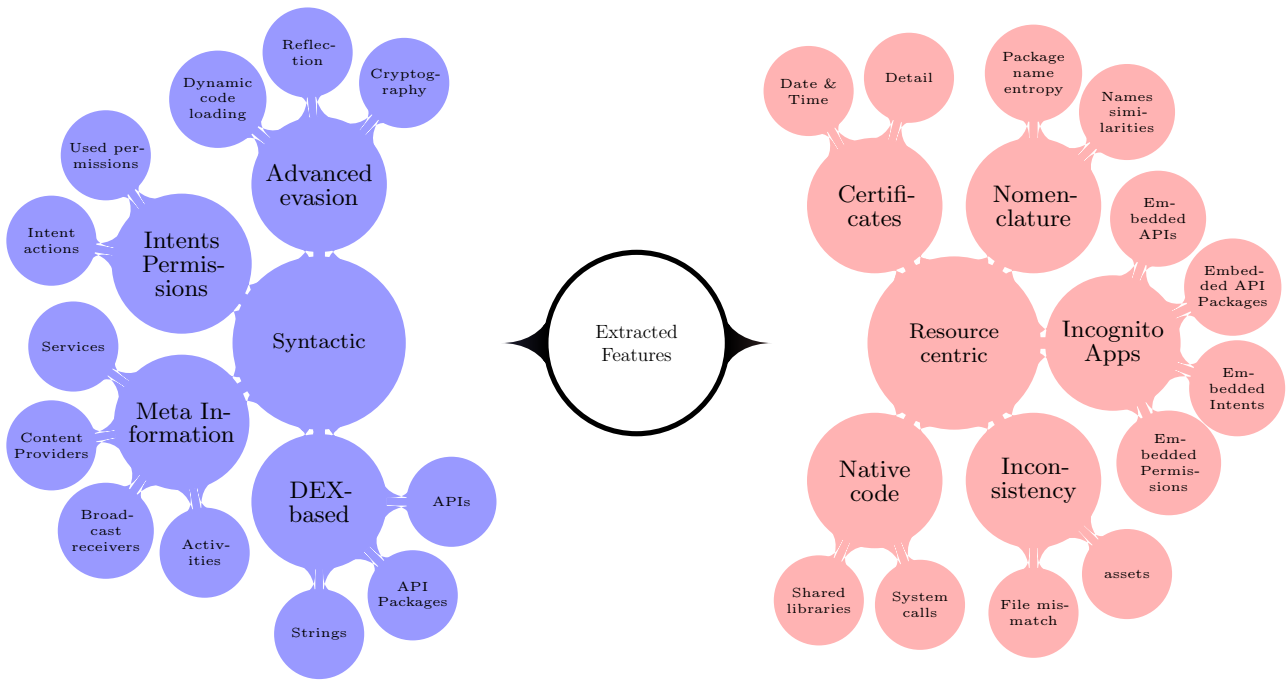 Reflec-
tion
Cryptog-
raphy
Dynamic
code
loading
Advanced
evasion
Used per-
missions
Intent
actions
Intents
Permis-
sions
Syntactic
Services
Meta In-
formation
Content
Providers
Broad-
cast
receivers
Activ-
ities
DEX-
based
APIs
API
Packages
Strings
Extracted
Features
Date &
Time
Detail
Certifi-
cates
Package
name
entropy
Names
simi-
larities
Nomen-
clature
Resource
centric
Incognito
Apps
Em-
bedded
APIs
Embed-
ded API
Packages
Em-
bedded
Intents
Em-
bedded
Permis-
sions
Native
code
Shared
libraries
System
calls
Incon-
sistency
File mis-
match
assets